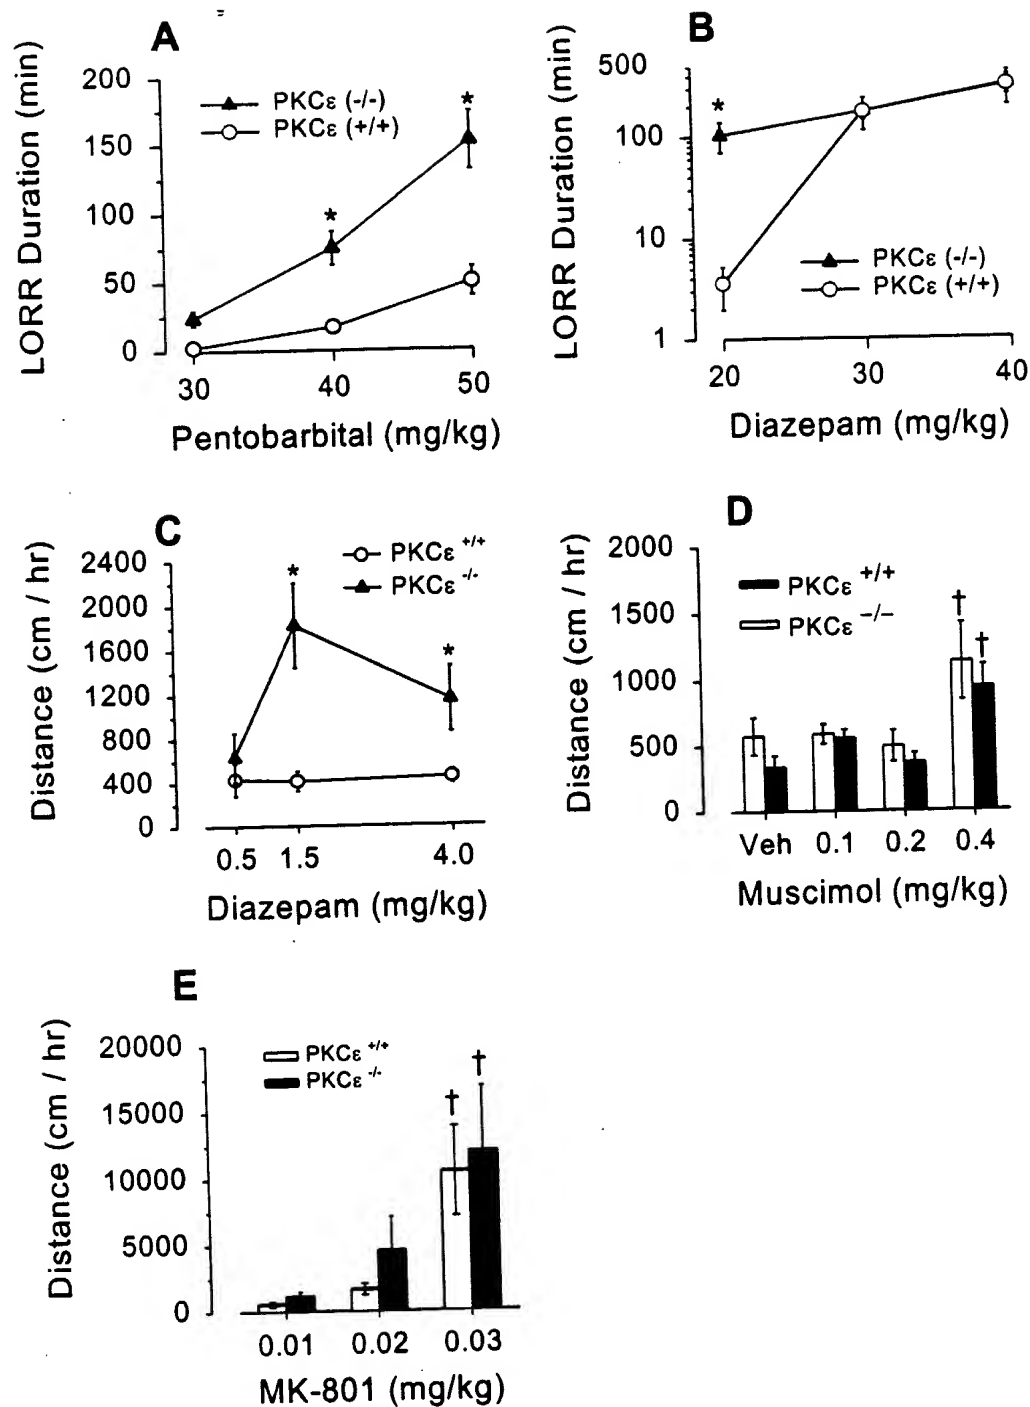 A
LORR Duration (min)
200
150
100
50
0
PKCε (-/-)
PKCε (+/+)
*
*
30 40 50
Pentobarbital (mg/kg)
B
LORR Duration (min)
500
100
10
1
*
PKCε (-/-)
PKCε (+/+)
20 30 40
Diazepam (mg/kg)
C
Distance (cm / hr)
2400
2000
1600
1200
800
400
0
PKCε +/+
PKCε -/-
*
*
0.5 1.5 4.0
Diazepam (mg/kg)
D
Distance (cm / hr)
2000
1500
1000
500
0
PKCε +/+
PKCε −/−
†
†
Veh 0.1 0.2 0.4
Muscimol (mg/kg)
E
Distance (cm / hr)
20000
15000
10000
5000
0
PKCε +/+
PKCε -/-
†
†
0.01 0.02 0.03
MK-801 (mg/kg)